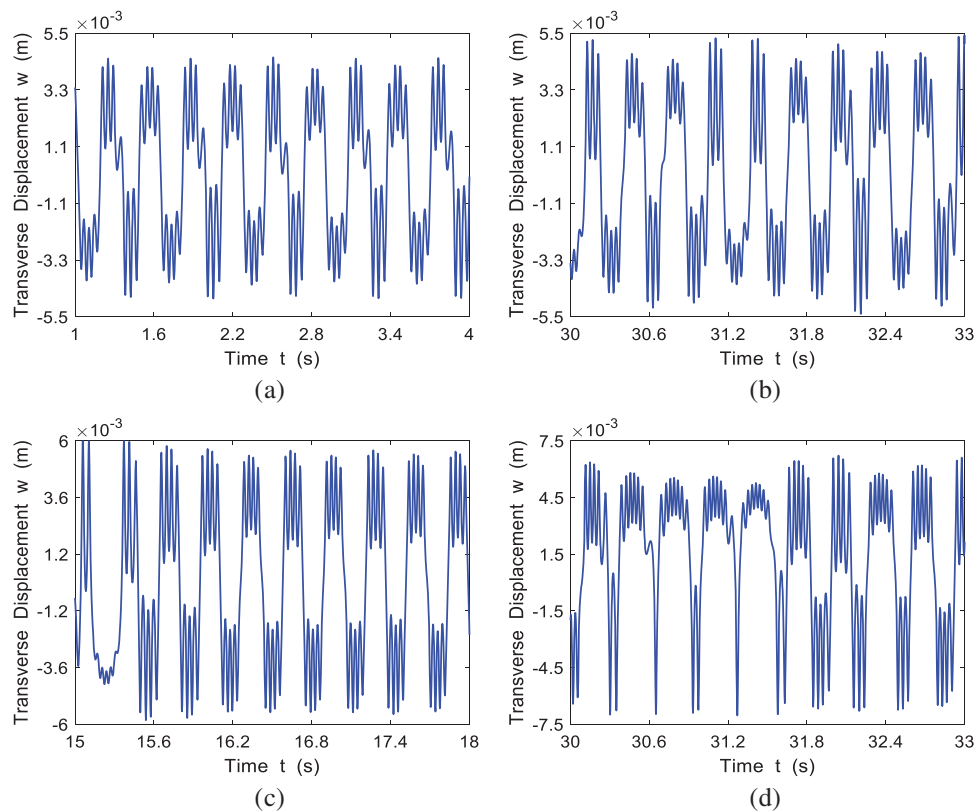 ×10⁻³
5.5
3.3
1.1
-1.1
-3.3
-5.5
Transverse Displacement w (m)
1 1.6 2.2 2.8 3.4 4
Time t (s)
(a)
×10⁻³
5.5
3.3
1.1
-1.1
-3.3
-5.5
Transverse Displacement w (m)
30 30.6 31.2 31.8 32.4 33
Time t (s)
(b)
×10⁻³
6
3.6
1.2
-1.2
-3.6
-6
Transverse Displacement w (m)
15 15.6 16.2 16.8 17.4 18
Time t (s)
(c)
×10⁻³
7.5
4.5
1.5
-1.5
-4.5
-7.5
Transverse Displacement w (m)
30 30.6 31.2 31.8 32.4 33
Time t (s)
(d)